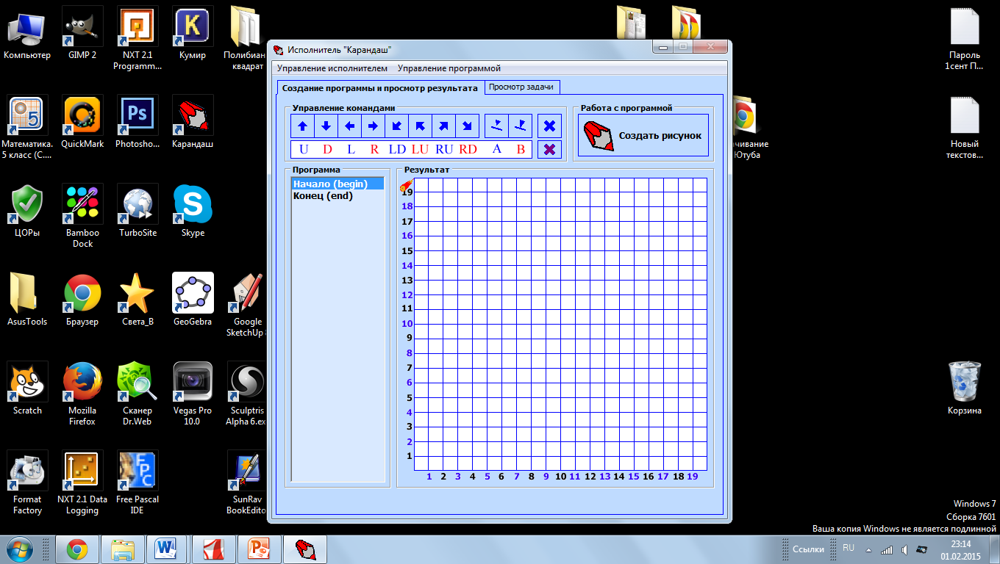 Компьютер
GIMP 2
NXT 2.1
Programm...
Кумир
Полибиан
квадрат
Математика.
5 класс (С....
QuickMark
Photosho...
Карандаш
ЦОРы
Bamboo
Dock
TurboSite
Skype
AsusTools
Браузер
Света_В
GeoGebra
Google
SketchUp 8
Scratch
Mozilla
Firefox
Сканер
Dr.Web
Vegas Pro
10.0
Sculptris
Alpha 6.exe
Format
Factory
NXT 2.1 Data
Logging
Free Pascal
IDE
SunRav
BookEdito
Исполнитель "Карандаш"
Управление исполнителем Управление программой
Создание программы и просмотр результата Просмотр задачи
Управление командами
U D L R LD LU RU RD A B
Работа с программой
Создать рисунок
Программа
Начало (begin)
Конец (end)
Результат
19
18
17
16
15
14
13
12
11
10
9
8
7
6
5
4
3
2
1
1 2 3 4 5 6 7 8 9 10 11 12 13 14 15 16 17 18 19
чивание
Ютуба
Пароль
1сент П...
Новый
текстов...
Корзина
Windows 7
Сборка 7601
Ваша копия Windows не является подлинной
Ссылки
RU
23:14
01.02.2015